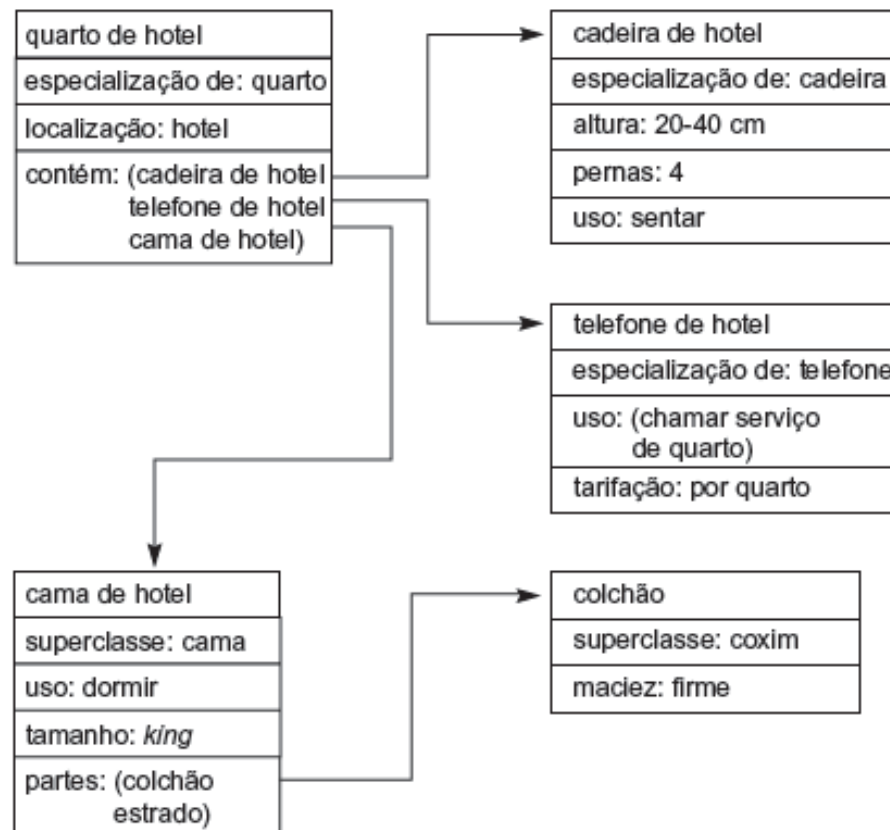 quarto de hotel
especialização de: quarto
localização: hotel
contém: (cadeira de hotel
telefone de hotel
cama de hotel)
cadeira de hotel
especialização de: cadeira
altura: 20-40 cm
pernas: 4
uso: sentar
telefone de hotel
especialização de: telefone
uso: (chamar serviço
de quarto)
tarifação: por quarto
cama de hotel
superclasse: cama
uso: dormir
tamanho: king
partes: (colchão
estrado)
colchão
superclasse: coxim
maciez: firme